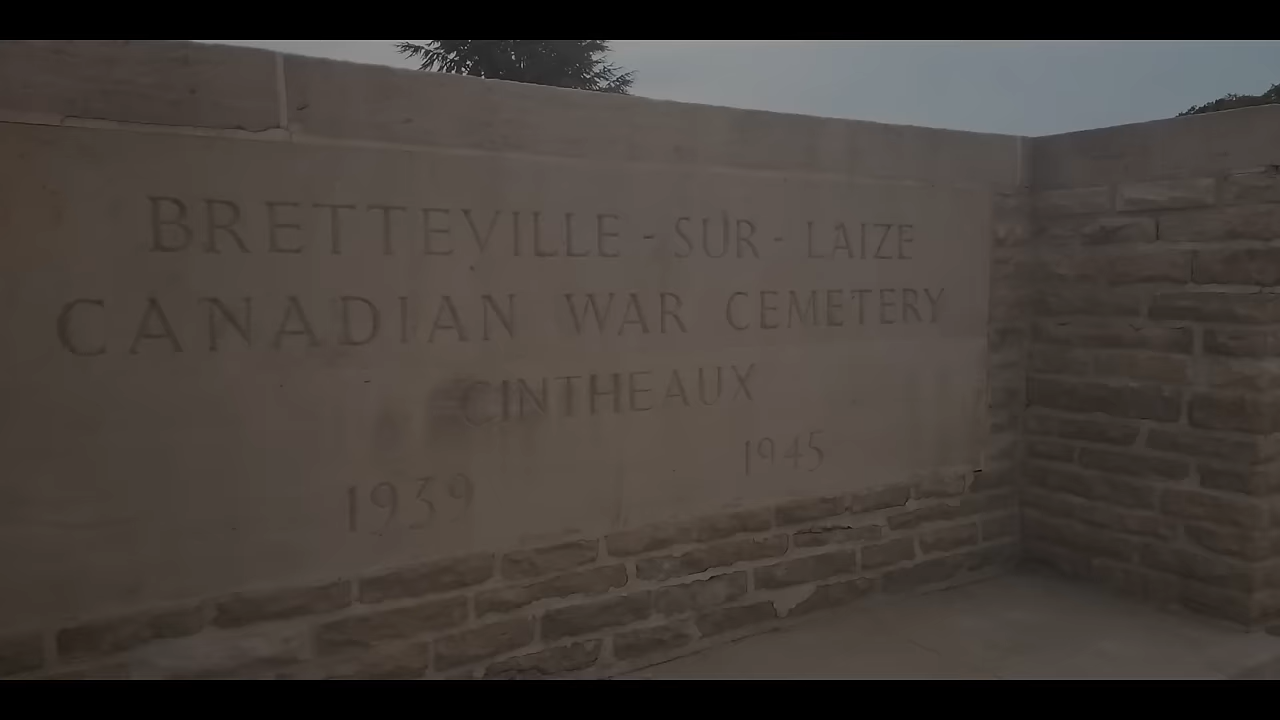 BRETTEVILLE - SUR - LAIZE
CANADIAN WAR CEMETERY
CINTHEAUX
1939 1945